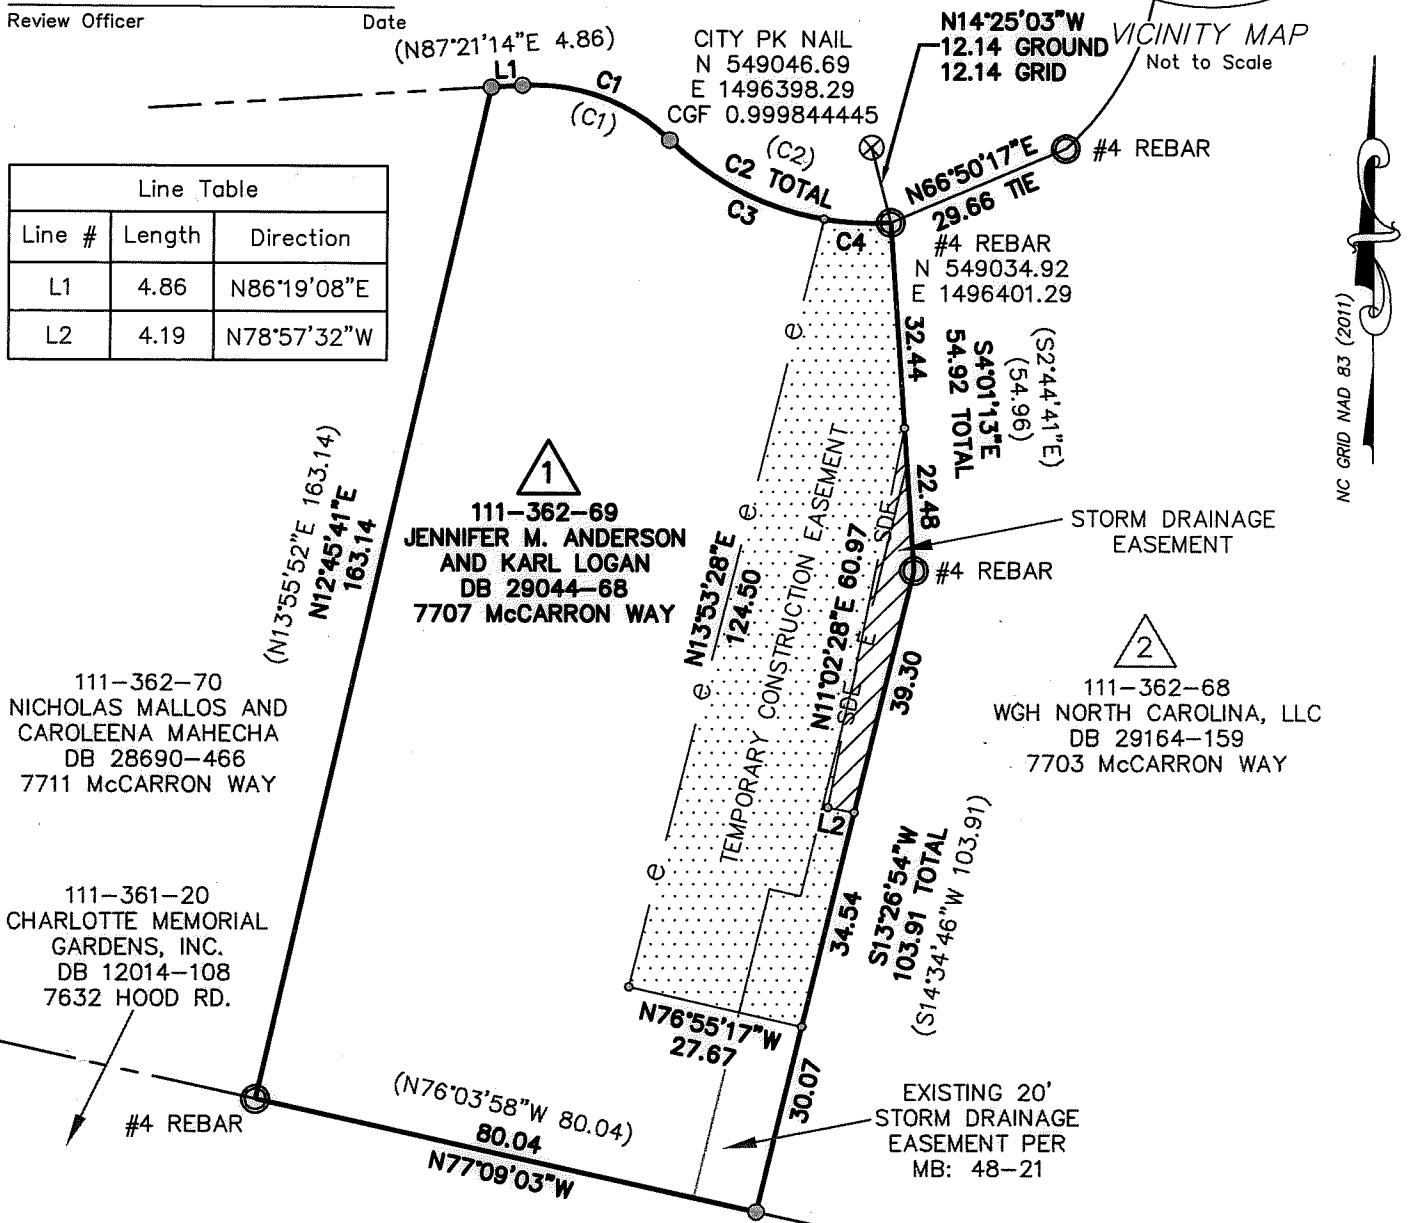 Review Officer
Date
(N87°21'14"E 4.86)
L1
C1
(C1)
CITY PK NAIL
N 549046.69
E 1496398.29
CGF 0.999844445
(C2)
C2 TOTAL
C3
C4
N14°25'03"W
12.14 GROUND
12.14 GRID
VICINITY MAP
Not to Scale
N66°50'17"E
29.66 TIE
#4 REBAR
#4 REBAR
N 549034.92
E 1496401.29
Line Table
Line # Length Direction
L1 4.86 N86°19'08"E
L2 4.19 N78°57'32"W
NC GRID NAD 83 (2011)
32.44
S4°01'13"E
54.92 TOTAL
(S2°44'41"E)
(54.96)
22.48
STORM DRAINAGE
EASEMENT
#4 REBAR
e
e
e
e
e
N13°53'28"E
124.50
TEMPORARY CONSTRUCTION EASEMENT
N11°02'28"E 60.97
SDE
E
SDE
39.30
L2
1
111-362-69
JENNIFER M. ANDERSON
AND KARL LOGAN
DB 29044-68
7707 McCARRON WAY
(N13°55'52"E 163.14)
N12°45'41"E
163.14
2
111-362-68
WGH NORTH CAROLINA, LLC
DB 29164-159
7703 McCARRON WAY
111-362-70
NICHOLAS MALLOS AND
CAROLEENA MAHECHA
DB 28690-466
7711 McCARRON WAY
111-361-20
CHARLOTTE MEMORIAL
GARDENS, INC.
DB 12014-108
7632 HOOD RD.
34.54
S13°26'54"W
103.91 TOTAL
(S14°34'46"W 103.91)
N76°55'17"W
27.67
30.07
#4 REBAR
(N76°03'58"W 80.04)
80.04
N77°09'03"W
EXISTING 20'
STORM DRAINAGE
EASEMENT PER
MB: 48-21